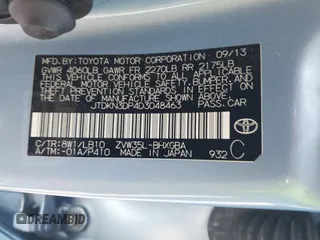 MFD. BY: TOYOTA MOTOR CORPORATION 09/13
GVWR 4060LB GAWR FR 2270LB RR 2175LB
THIS VEHICLE CONFORMS TO ALL APPLICABLE
FEDERAL MOTOR VEHICLE SAFETY, BUMPER, AND
THEFT PREVENTION STANDARDS IN EFFECT ON
THE DATE OF MANUFACTURE SHOWN ABOVE.
JTDKN3DP4D3048463 PASS. CAR
TOYOTA
C/TR: 8W1/LB10 ZVW35L-BHXGBA
A/TM: -01A/P410 MADE IN JAPAN 932 C
DREAMBID